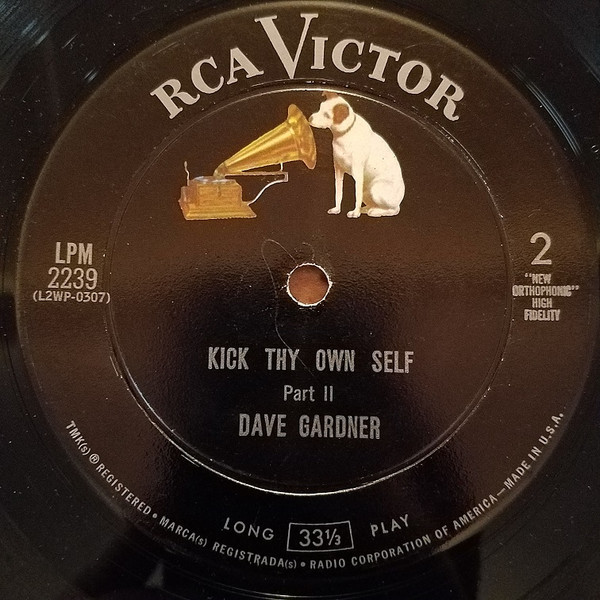 RCA VICTOR
LPM
2239
(L2WP-0307)
2
"NEW
ORTHOPHONIC"
HIGH
FIDELITY
KICK THY OWN SELF
Part II
DAVE GARDNER
LONG 33⅓ PLAY
TMK(s) ® REGISTERED • MARCA(s) REGISTRADA(s) • RADIO CORPORATION OF AMERICA—MADE IN U.S.A.